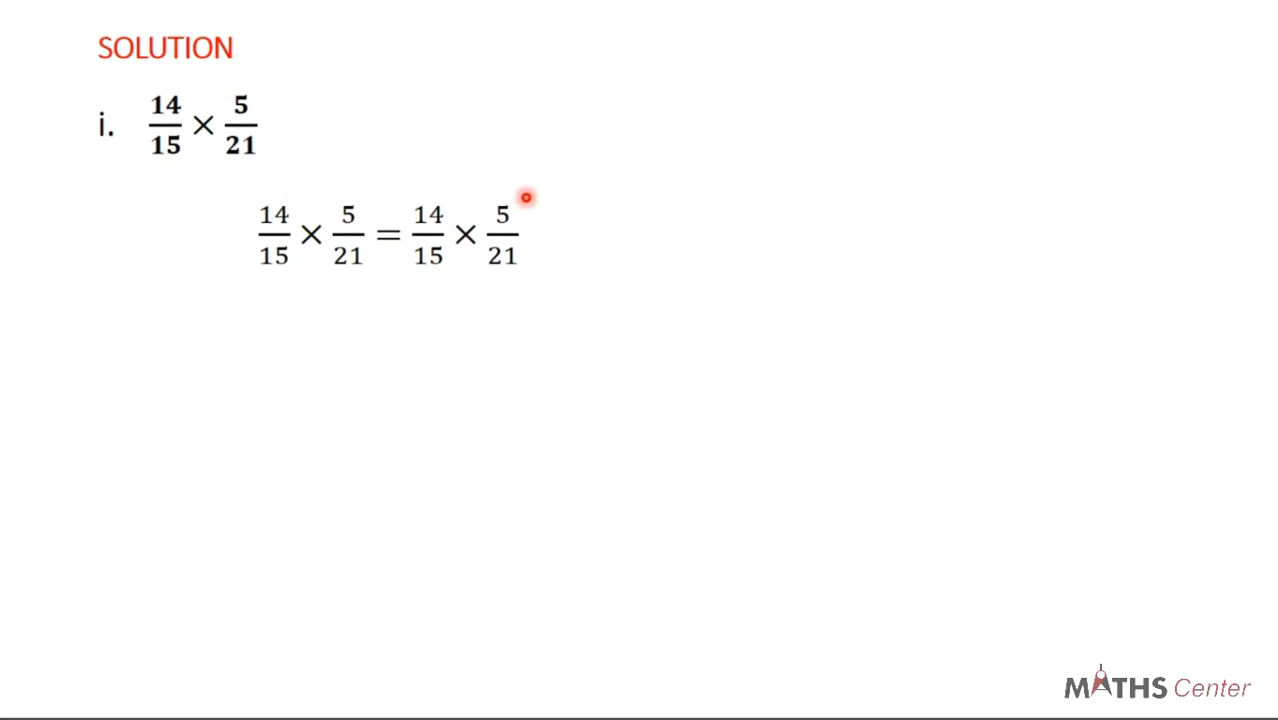 SOLUTION
i. 14/15 × 5/21
14/15 × 5/21 = 14/15 × 5/21
MATHS Center